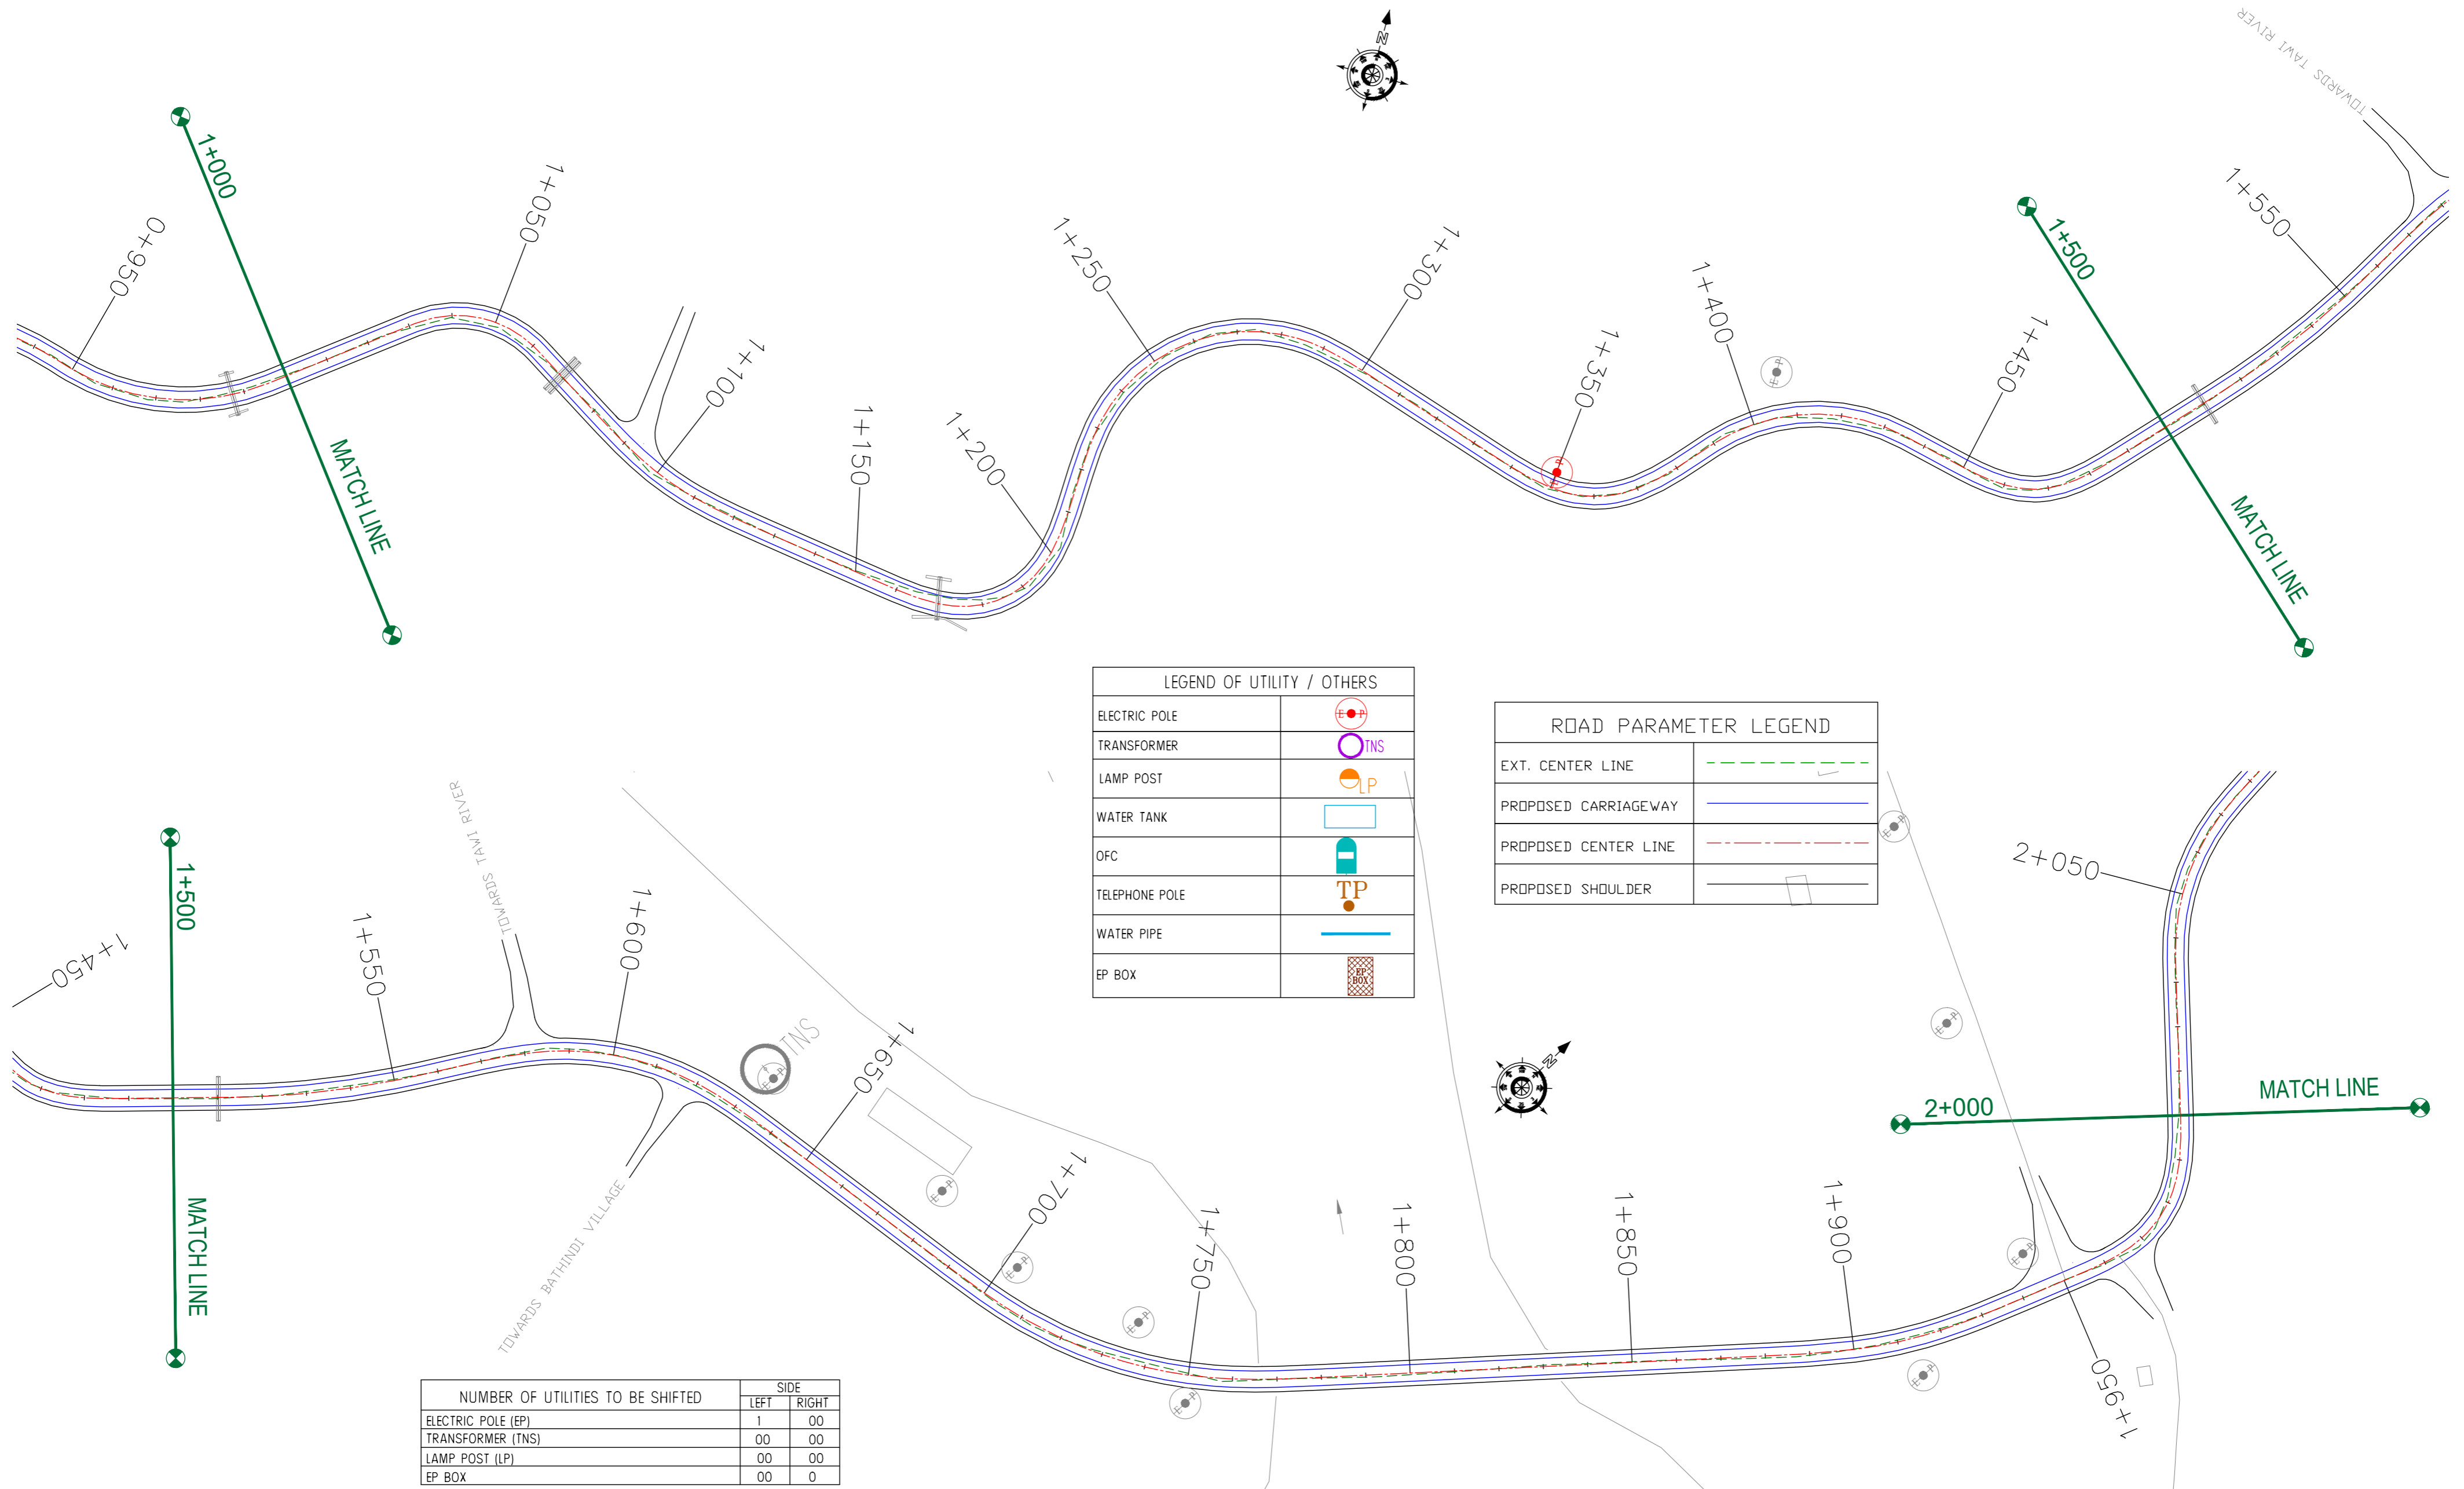 N
TOWARDS TAWI RIVER
1+000
MATCH LINE
0+950
1+050
1+100
1+150
1+200
1+250
1+300
1+350
E P
1+400
E P
1+450
1+500
MATCH LINE
1+550
LEGEND OF UTILITY / OTHERS
ELECTRIC POLE E P
TRANSFORMER TNS
LAMP POST LP
WATER TANK
OFC
TELEPHONE POLE TP
WATER PIPE
EP BOX EP BOX
ROAD PARAMETER LEGEND
EXT. CENTER LINE
PROPOSED CARRIAGEWAY
PROPOSED CENTER LINE
PROPOSED SHOULDER
1+450
1+500
MATCH LINE
1+550
TOWARDS TAWI RIVER
1+600
TOWARDS BATHINDI VILLAGE
TNS
E P
1+650
E P
1+700
E P
E P
1+750
E P
1+800
N
1+850
1+900
E P
E P
E P
E P
1+950
2+000
MATCH LINE
2+050
NUMBER OF UTILITIES TO BE SHIFTED SIDE
LEFT RIGHT
ELECTRIC POLE (EP) 1 00
TRANSFORMER (TNS) 00 00
LAMP POST (LP) 00 00
EP BOX 00 0